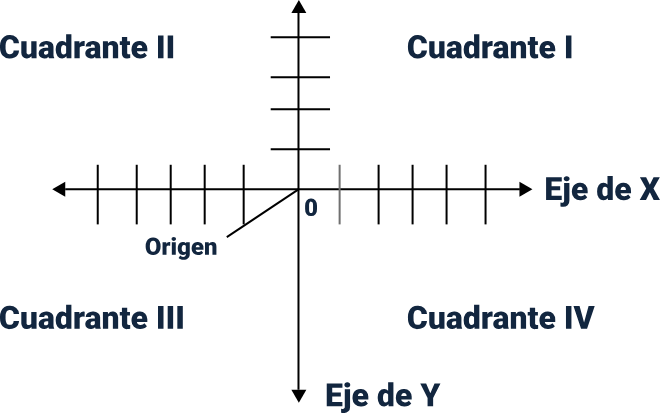 Cuadrante II
Cuadrante I
Eje de X
0
Origen
Cuadrante III
Cuadrante IV
Eje de Y